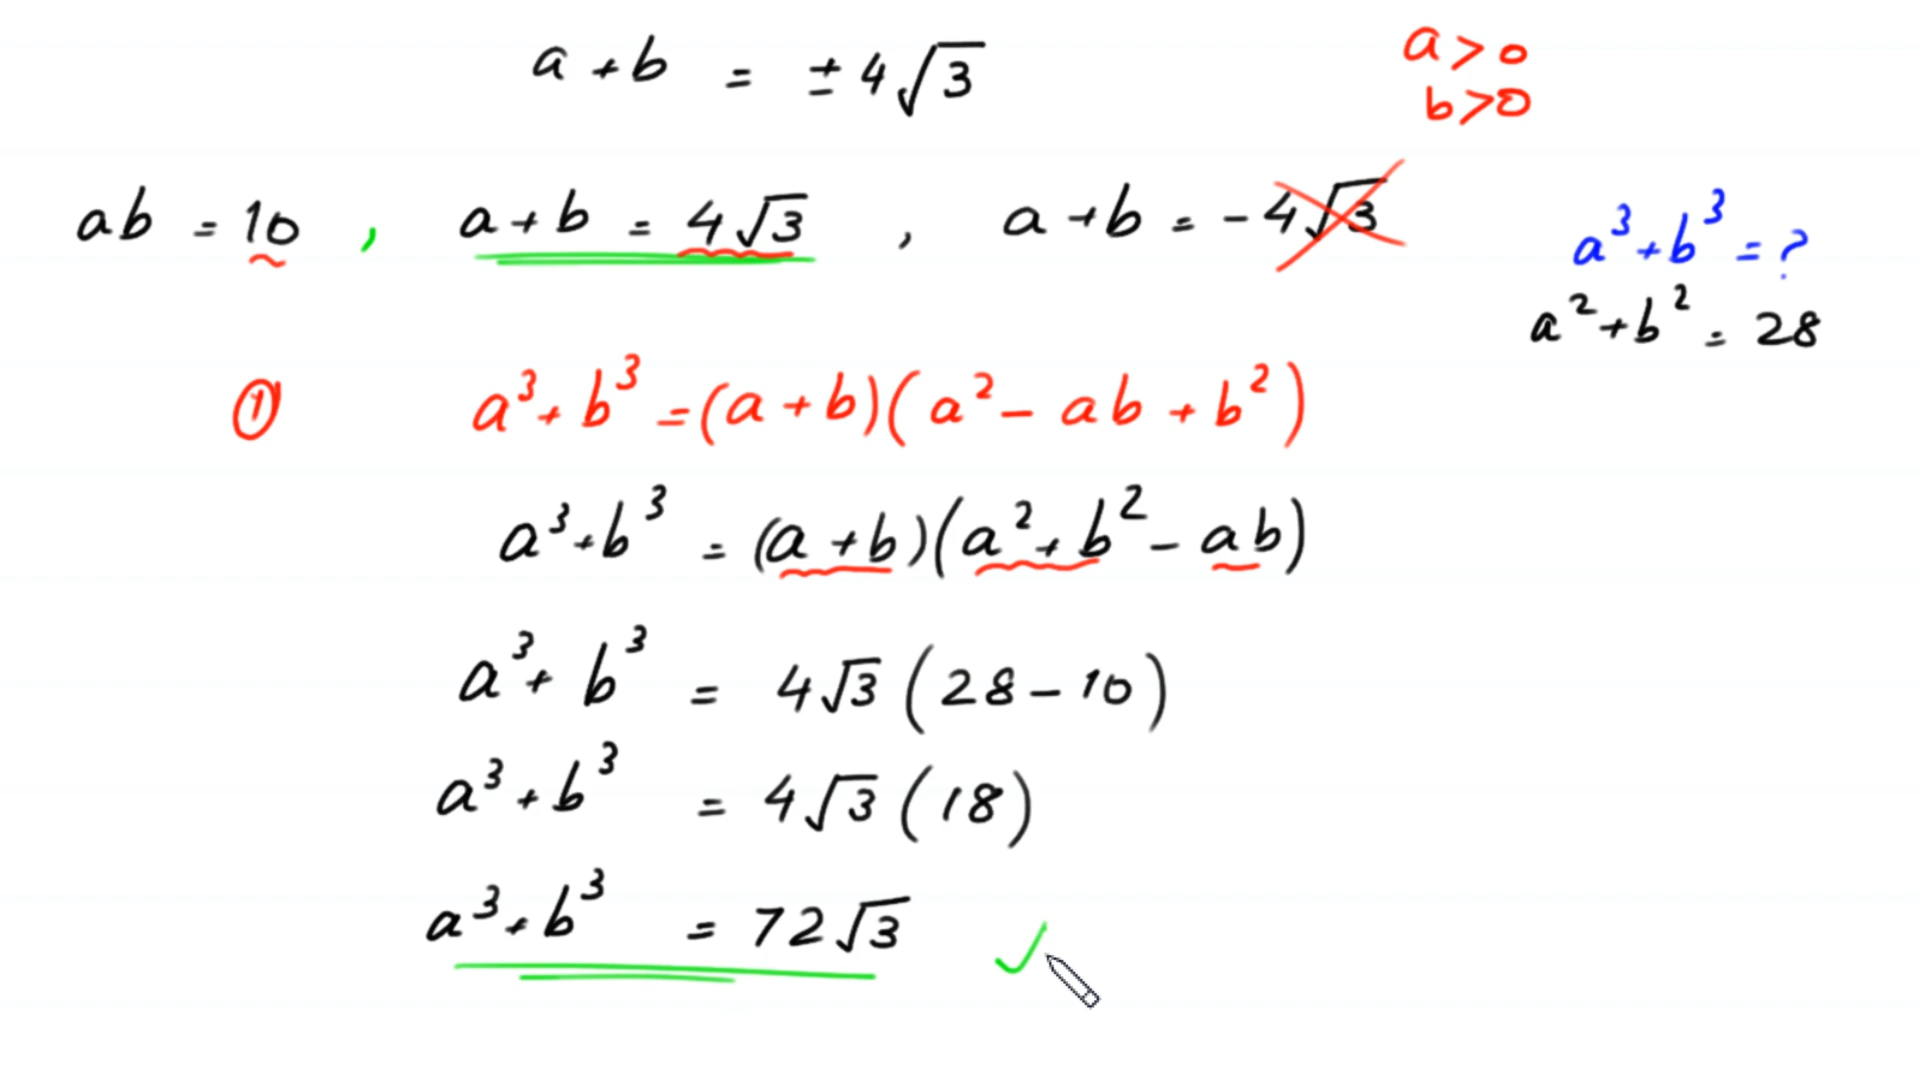 a + b = ± 4√3
a > 0
b > 0
ab = 10 , a + b = 4√3 , a + b = - 4√3
a³ + b³ = ?
a² + b² = 28
① a³ + b³ = (a + b)(a² - ab + b²)
a³ + b³ = (a + b)(a² + b² - ab)
a³ + b³ = 4√3 (28 - 10)
a³ + b³ = 4√3 (18)
a³ + b³ = 72√3 ✓